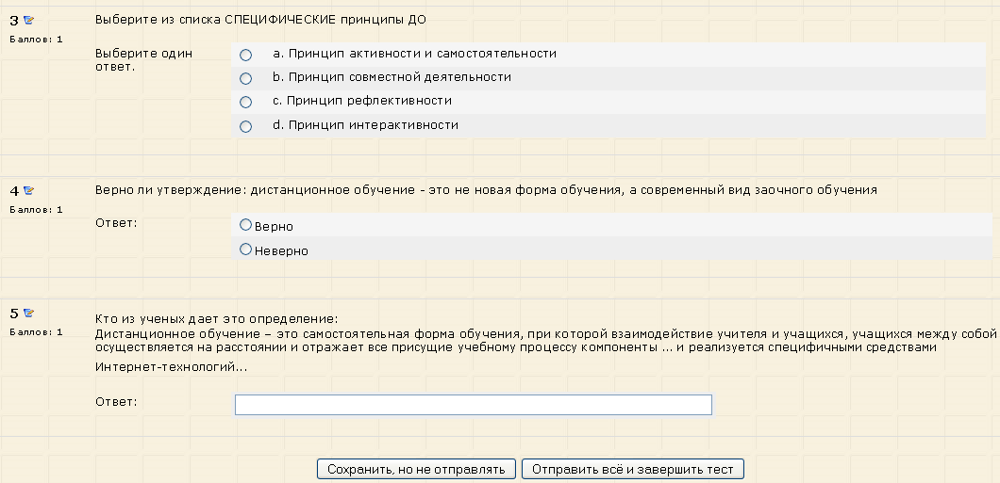 3
Выберите из списка СПЕЦИФИЧЕСКИЕ принципы ДО
Баллов: 1
Выберите один
ответ.
a. Принцип активности и самостоятельности
b. Принцип совместной деятельности
c. Принцип рефлективности
d. Принцип интерактивности
4
Верно ли утверждение: дистанционное обучение - это не новая форма обучения, а современный вид заочного обучения
Баллов: 1
Ответ:
Верно
Неверно
5
Баллов: 1
Кто из ученых дает это определение:
Дистанционное обучение – это самостоятельная форма обучения, при которой взаимодействие учителя и учащихся, учащихся между собой
осуществляется на расстоянии и отражает все присущие учебному процессу компоненты ... и реализуется специфичными средствами
Интернет-технологий...
Ответ:
Сохранить, но не отправлять
Отправить всё и завершить тест